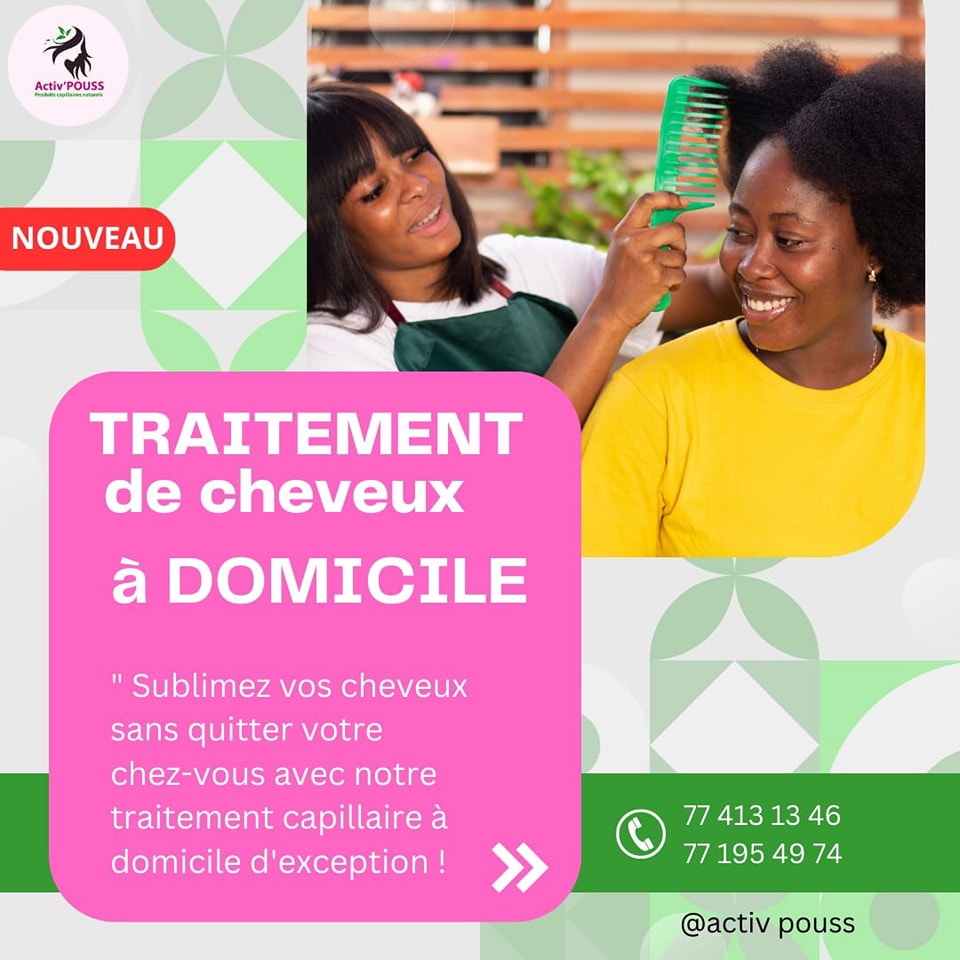 Activ'POUSS
Produits capillaires naturels
NOUVEAU
TRAITEMENT
de cheveux
à DOMICILE
" Sublimez vos cheveux
sans quitter votre
chez-vous avec notre
traitement capillaire à
domicile d'exception !
77 413 13 46
77 195 49 74
@activ pouss